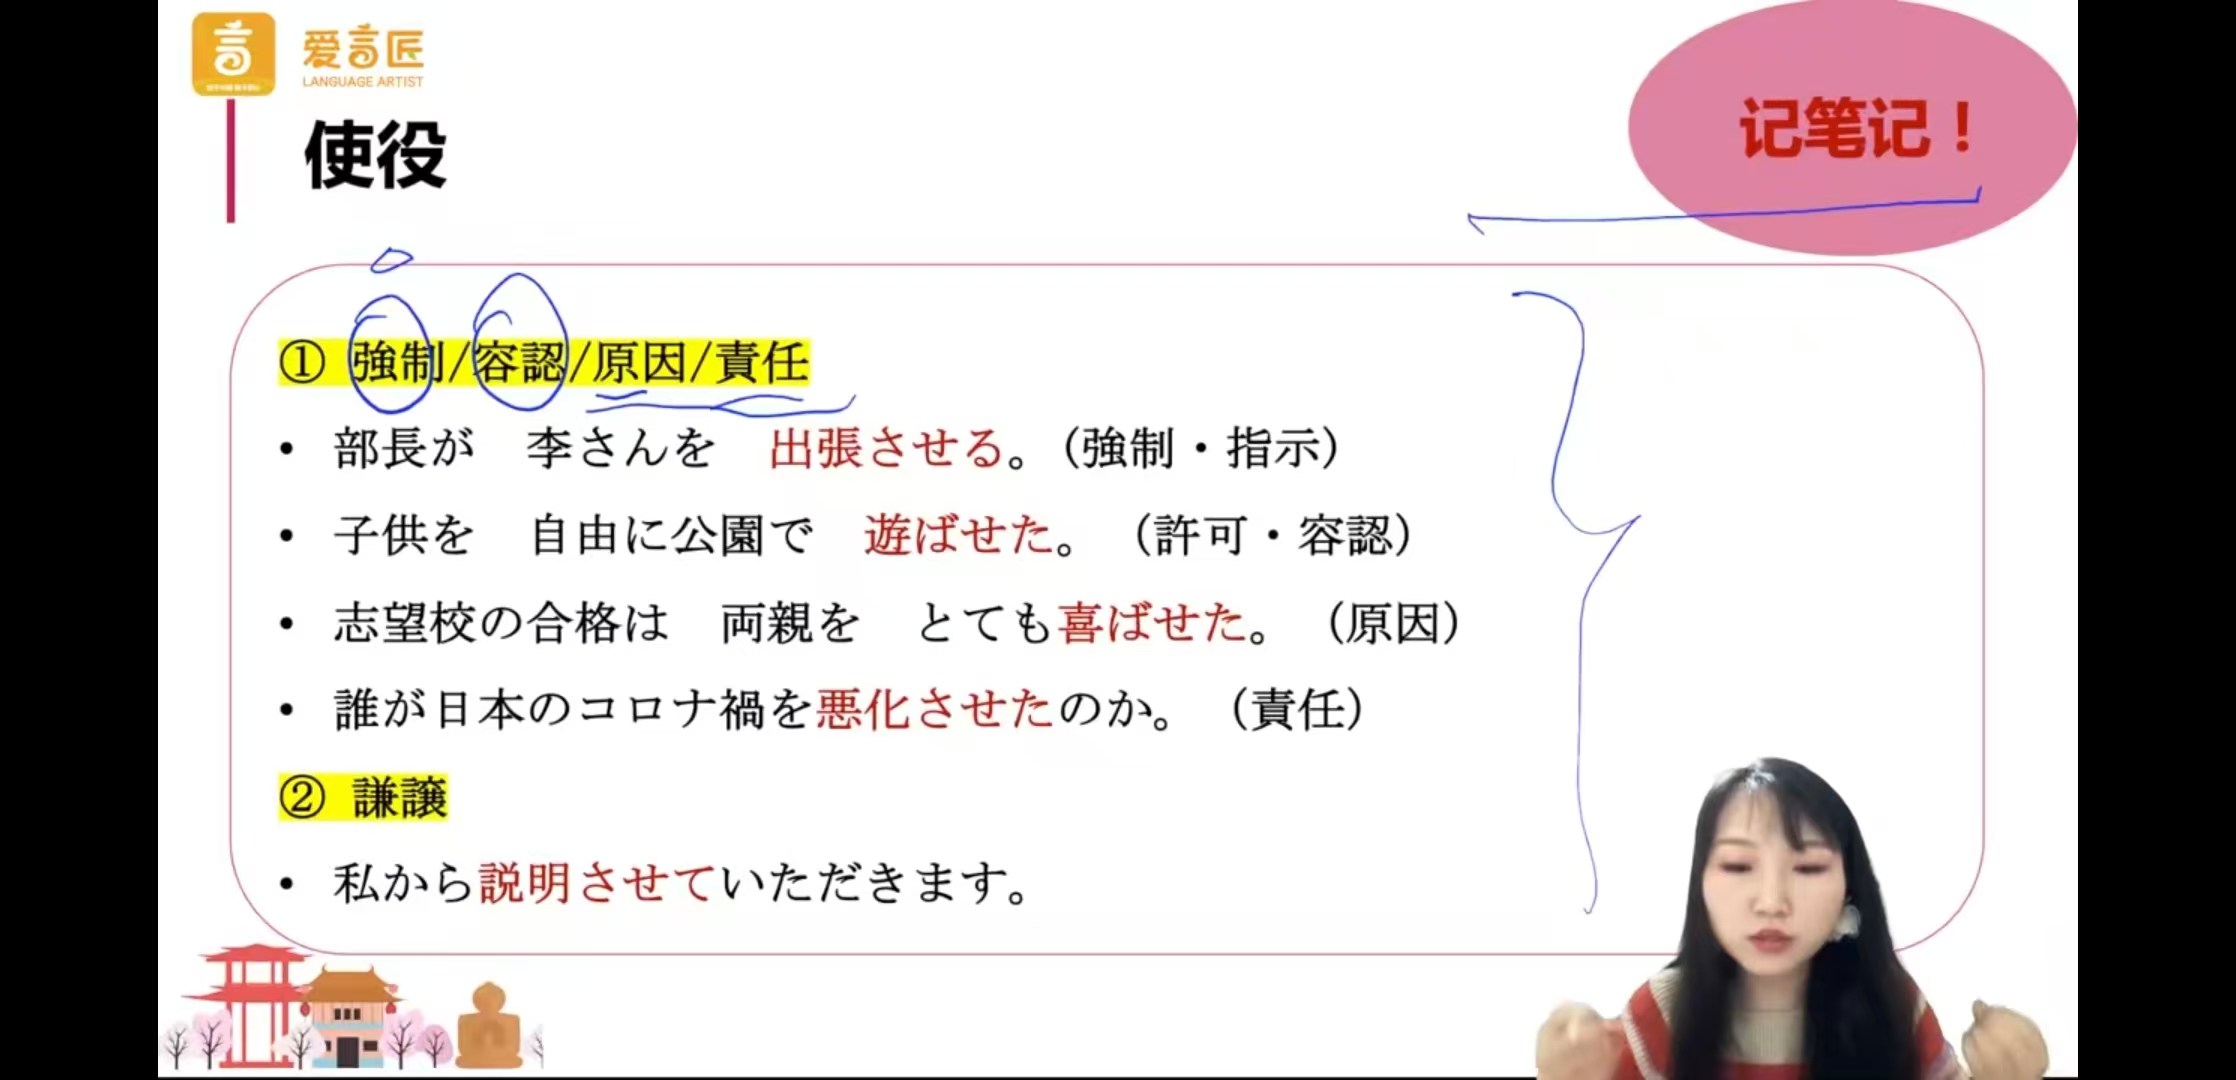 爱言匠
LANGUAGE ARTIST
使役
记笔记！
① 強制/容認/原因/責任
• 部長が 李さんを 出張させる。（強制・指示）
• 子供を 自由に公園で 遊ばせた。（許可・容認）
• 志望校の合格は 両親を とても喜ばせた。（原因）
• 誰が日本のコロナ禍を悪化させたのか。（責任）
② 謙譲
• 私から説明させていただきます。